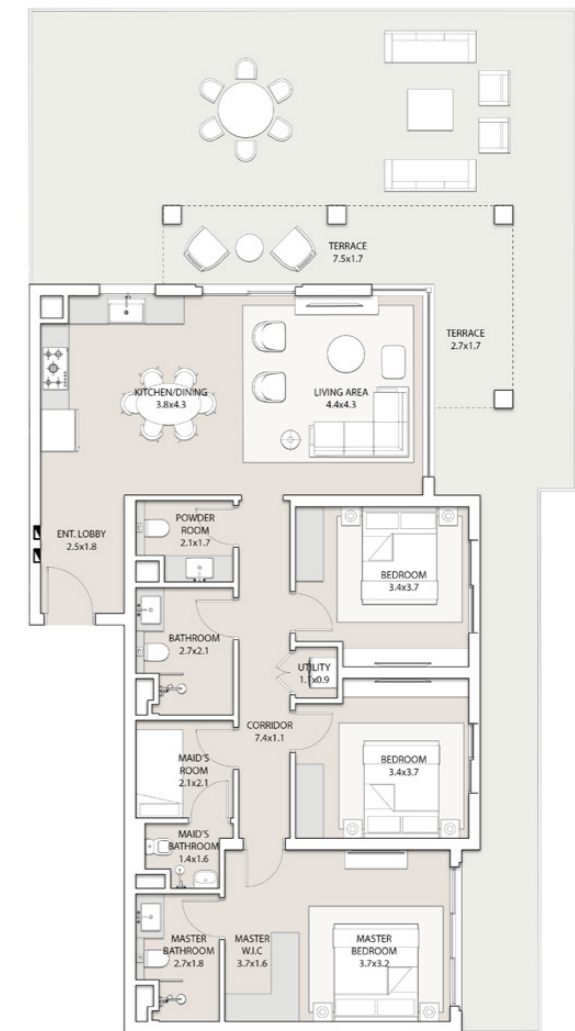 TERRACE
7.5x1.7
TERRACE
2.7x1.7
KITCHEN/DINING
3.8x4.3
LIVING AREA
4.4x4.3
ENT. LOBBY
2.5x1.8
POWDER
ROOM
2.1x1.7
BEDROOM
3.4x3.7
BATHROOM
2.7x2.1
UTILITY
1.1x0.9
CORRIDOR
7.4x1.1
MAID'S
ROOM
2.1x2.1
BEDROOM
3.4x3.7
MAID'S
BATHROOM
1.4x1.6
MASTER
BATHROOM
2.7x1.8
MASTER
W.I.C
3.7x1.6
MASTER
BEDROOM
3.7x3.2